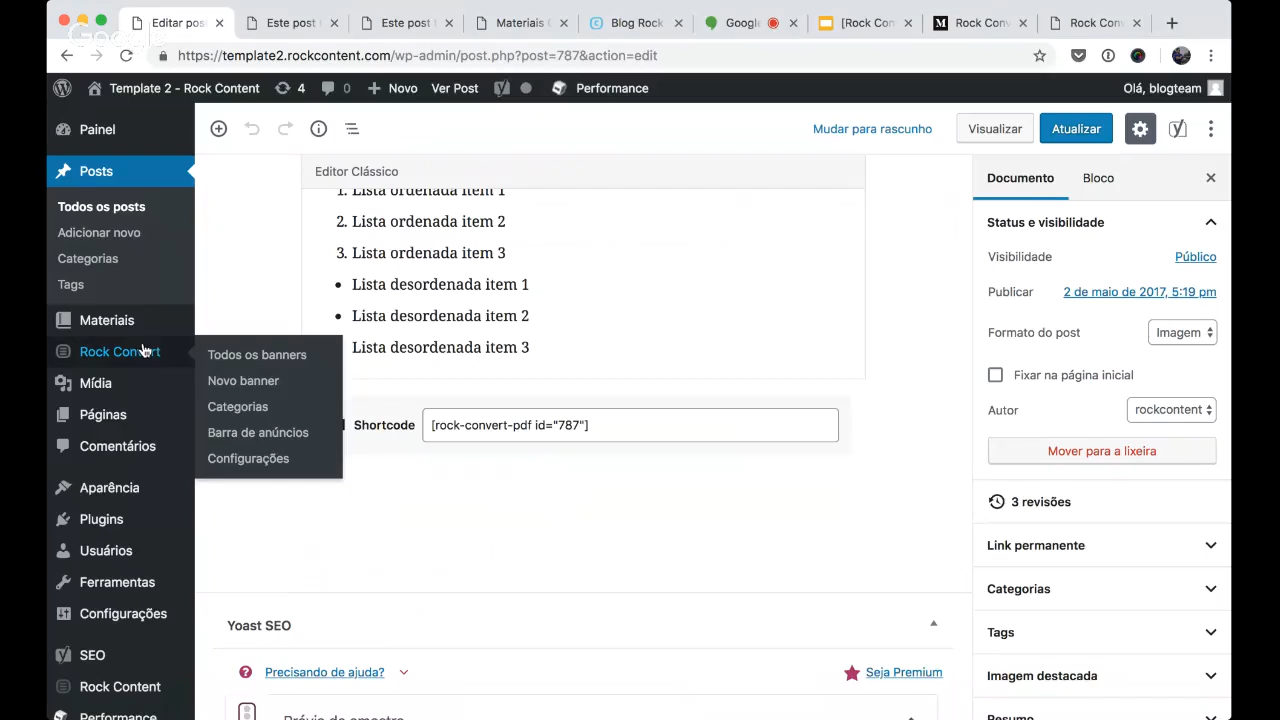 Editar pos
Este post
Este post
Materiais
Blog Rock
Google
[Rock Con
Rock Conv
Rock Conv
https://template2.rockcontent.com/wp-admin/post.php?post=787&action=edit
Template 2 - Rock Content
4
0
Novo
Ver Post
Performance
Olá, blogteam
Painel
Mudar para rascunho
Visualizar
Atualizar
Posts
Todos os posts
Adicionar novo
Categorias
Tags
Materiais
Rock Convert
Mídia
Páginas
Comentários
Aparência
Plugins
Usuários
Ferramentas
Configurações
SEO
Rock Content
Performance
Todos os banners
Novo banner
Categorias
Barra de anúncios
Configurações
Editor Clássico
1. Lista ordenada item 1
2. Lista ordenada item 2
3. Lista ordenada item 3
• Lista desordenada item 1
• Lista desordenada item 2
Lista desordenada item 3
Shortcode
[rock-convert-pdf id="787"]
Yoast SEO
Precisando de ajuda?
Seja Premium
Documento
Bloco
Status e visibilidade
Visibilidade
Público
Publicar
2 de maio de 2017, 5:19 pm
Formato do post
Imagem
Fixar na página inicial
Autor
rockcontent
Mover para a lixeira
3 revisões
Link permanente
Categorias
Tags
Imagem destacada
Resumo